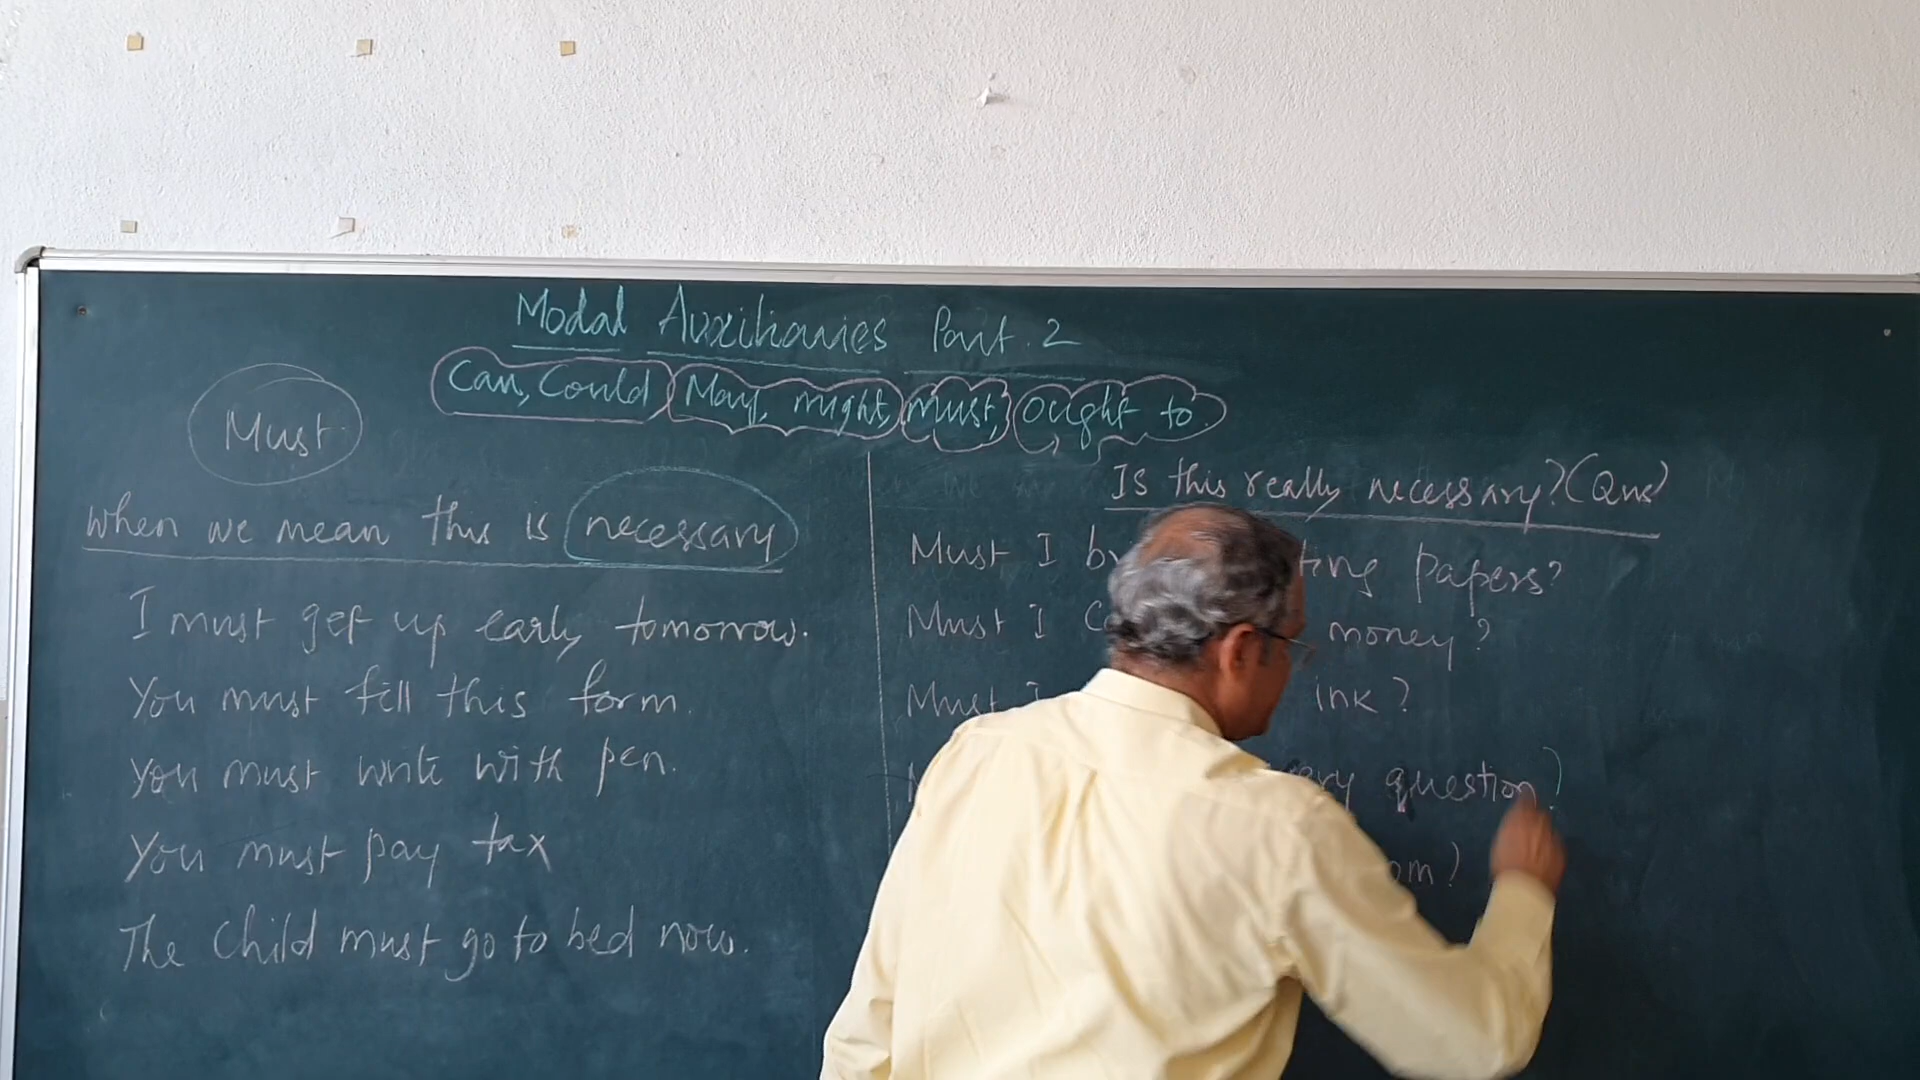 Modal Auxiliaries Part. 2
Can, Could May, might, must, ought to.
Must
when we mean this is necessary
I must get up early tomorrow.
You must fill this form.
You must write with pen.
You must pay tax
The child must go to bed now.
Is this really necessary? (Qns)
Must I papers?
Must I money?
Must I ink?
question?